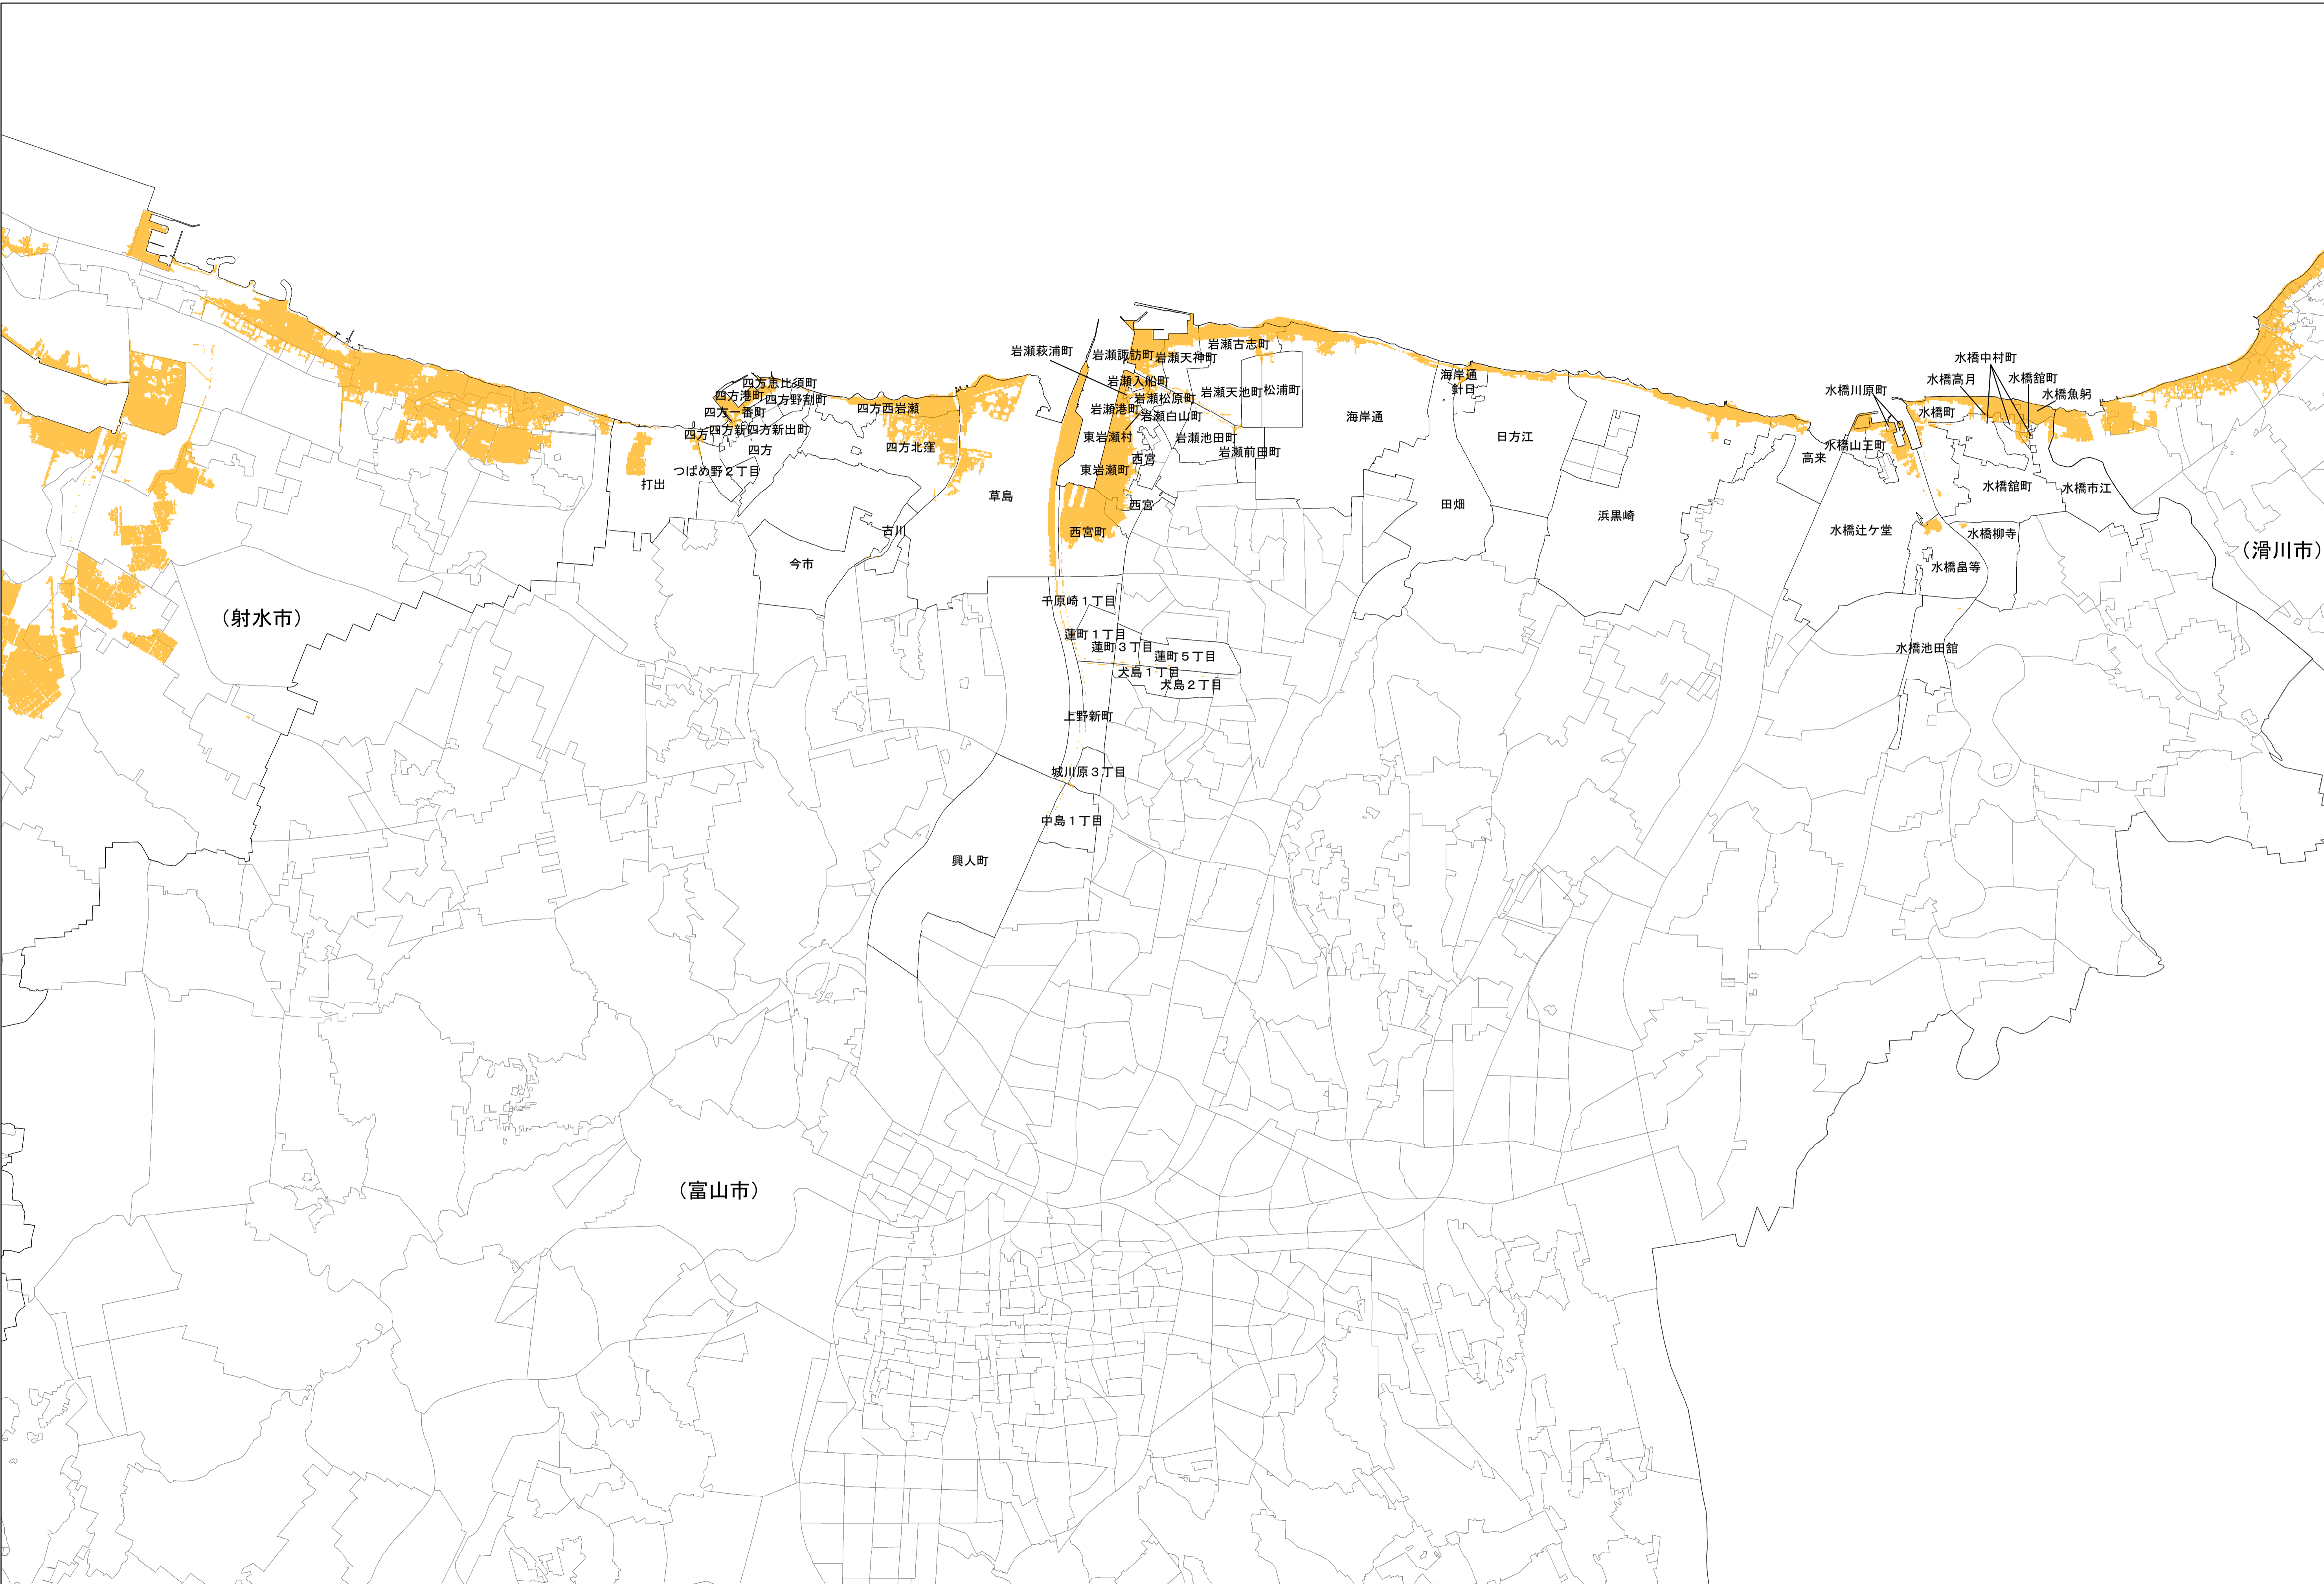 岩瀬萩浦町
岩瀬諏訪町
岩瀬天神町
岩瀬古志町
岩瀬入船町
岩瀬松原町
岩瀬天池町
松浦町
岩瀬港町
岩瀬白山町
東岩瀬村
岩瀬池田町
岩瀬前田町
西宮
東岩瀬町
西宮
西宮町
草島
四方恵比須町
四方港町
四方野割町
四方一番町
四方
四方新
四方新出町
四方
四方西岩瀬
四方北窪
つばめ野２丁目
打出
古川
今市
海岸通
海岸通
針日
日方江
田畑
浜黒崎
高来
水橋中村町
水橋高月
水橋舘町
水橋川原町
水橋魚躬
水橋町
水橋山王町
水橋舘町
水橋市江
水橋辻ケ堂
水橋柳寺
水橋畠等
水橋池田舘
（滑川市）
（射水市）
千原崎１丁目
蓮町１丁目
蓮町３丁目
蓮町５丁目
犬島１丁目
犬島２丁目
上野新町
城川原３丁目
中島１丁目
興人町
（富山市）